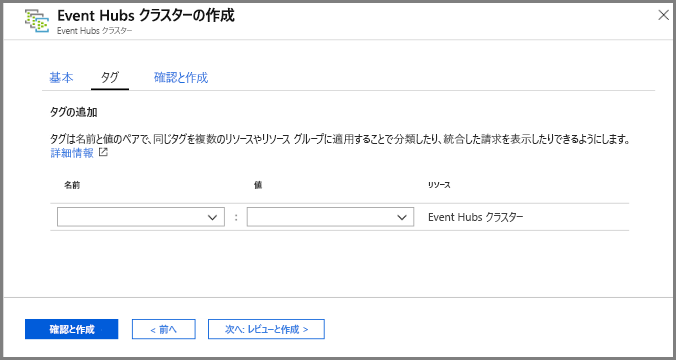 Event Hubs クラスターの作成
Event Hubs クラスター
基本 タグ 確認と作成
タグの追加
タグは名前と値のペアで、同じタグを複数のリソースやリソース グループに適用することで分類したり、統合した請求を表示したりできるようにします。
詳細情報
名前 値 リソース
: Event Hubs クラスター
確認と作成 < 前へ 次へ: レビューと作成 >